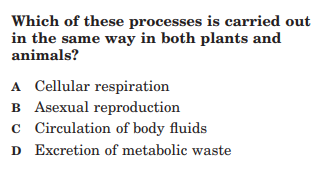 Which of these processes is carried out
in the same way in both plants and
animals?
A Cellular respiration
B Asexual reproduction
C Circulation of body fluids
D Excretion of metabolic waste